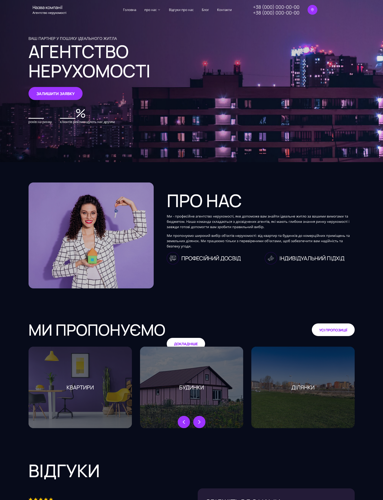 Назва компанії
Агентство нерухомості
Головна про нас Відгуки про нас Блог Контакти
+38 (000) 000-00-00
+38 (000) 000-00-00
ВАШ ПАРТНЕР У ПОШУКУ ІДЕАЛЬНОГО ЖИТЛА
АГЕНТСТВО
НЕРУХОМОСТІ
ЗАЛИШИТИ ЗАЯВКУ
%
ПРО НАС
Ми - професійне агентство нерухомості, яке допоможе вам знайти ідеальне житло за вашими вимогами та
бюджетом. Наша команда складається з досвідчених агентів, які мають глибоке знання ринку нерухомості і
завжди готові допомогти вам зробити правильний вибір.
Ми пропонуємо широкий вибір об'єктів нерухомості: від квартир та будинків до комерційних приміщень та
земельних ділянок. Ми працюємо тільки з перевіреними об'єктами, щоб забезпечити вам надійність та
безпеку угоди.
ПРОФЕСІЙНИЙ ДОСВІД
ІНДИВІДУАЛЬНИЙ ПІДХІД
МИ ПРОПОНУЄМО
УСІ ПРОПОЗИЦІЇ
ДОКЛАДНІШЕ
КВАРТИРИ
БУДИНКИ
ДІЛЯНКИ
ВІДГУКИ